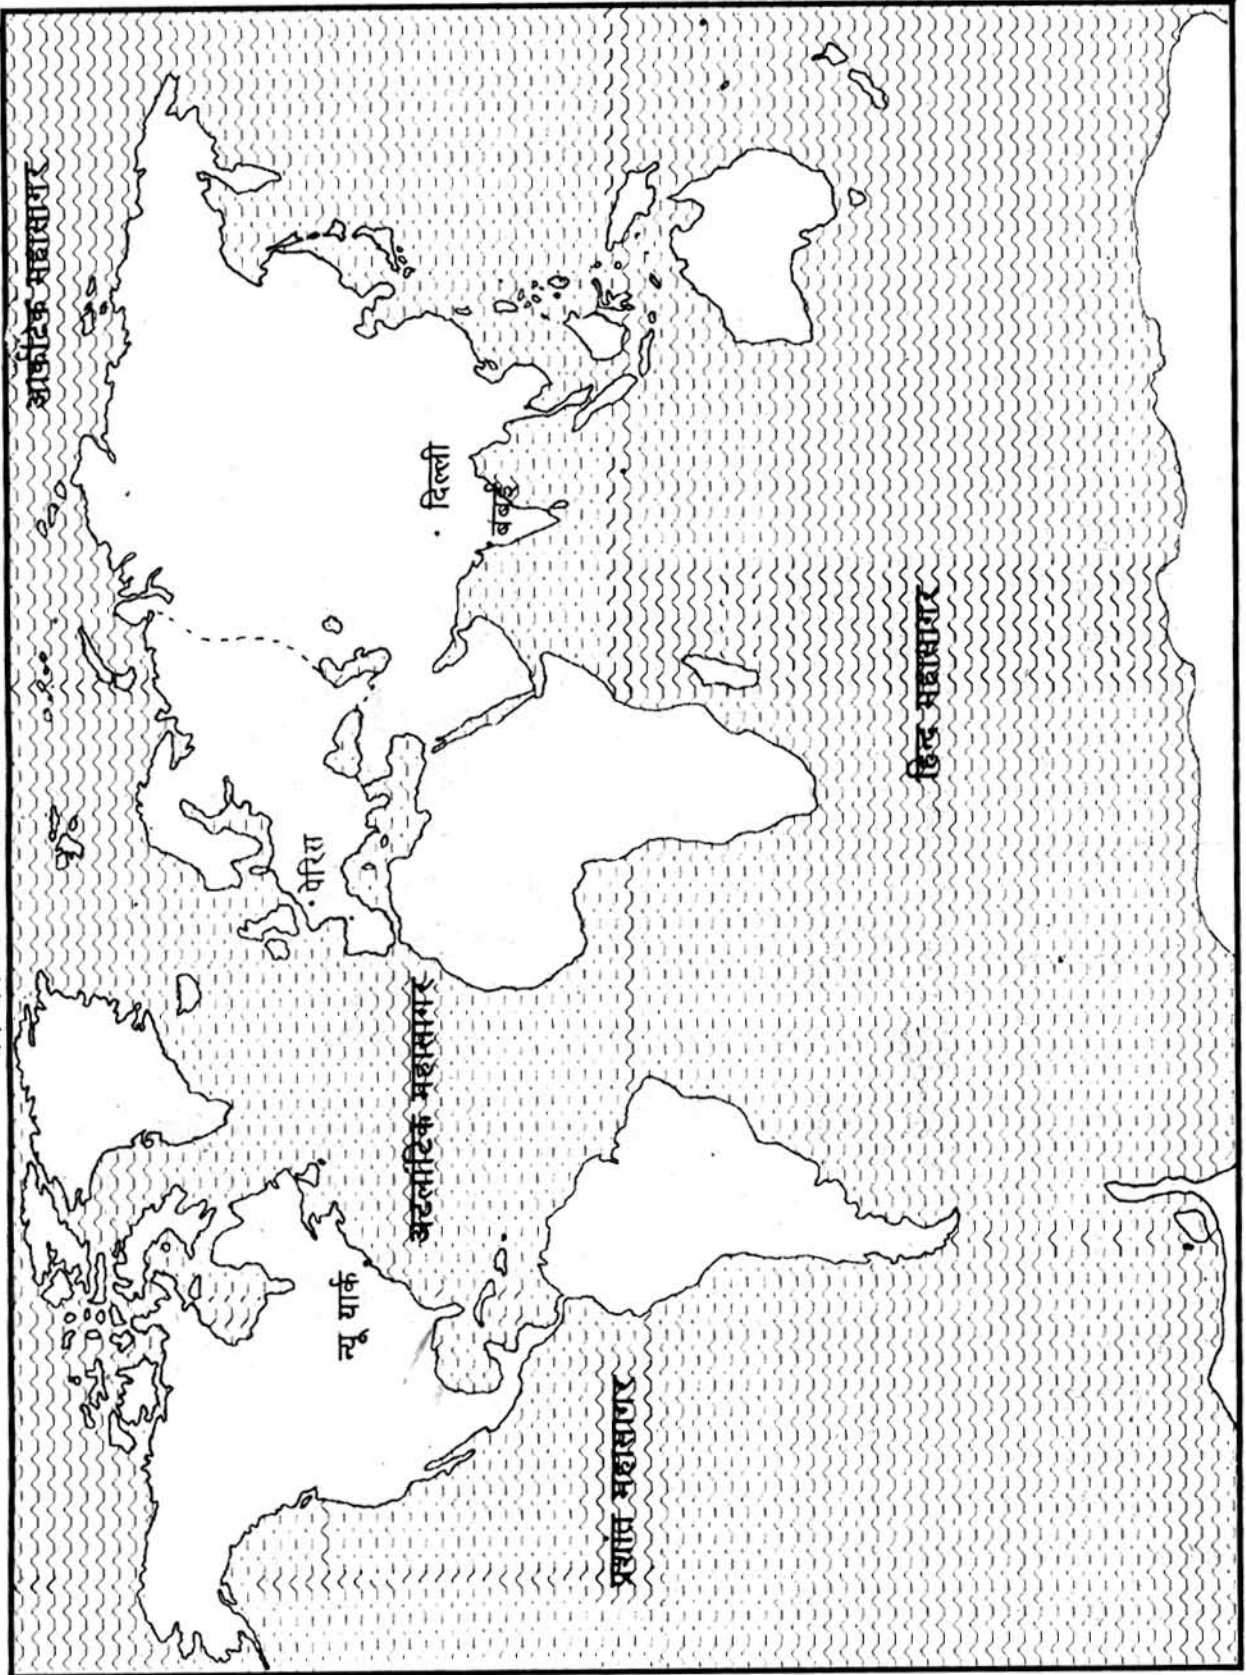 आर्कटिक महासागर
न्यू यार्क
पेरिस
अटलांटिक महासागर
दिल्ली
बंबई
प्रशांत महासागर
हिन्द महासागर